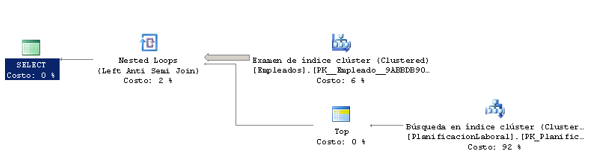 SELECT
Costo: 0 %
Nested Loops
(Left Anti Semi Join)
Costo: 2 %
Examen de índice clúster (Clustered)
[Empleados].[PK__Empleado__9ABBDB90…
Costo: 6 %
Top
Costo: 0 %
Búsqueda en índice clúster (Cluster…
[PlanificacionLaboral].[PK_Planific…
Costo: 92 %